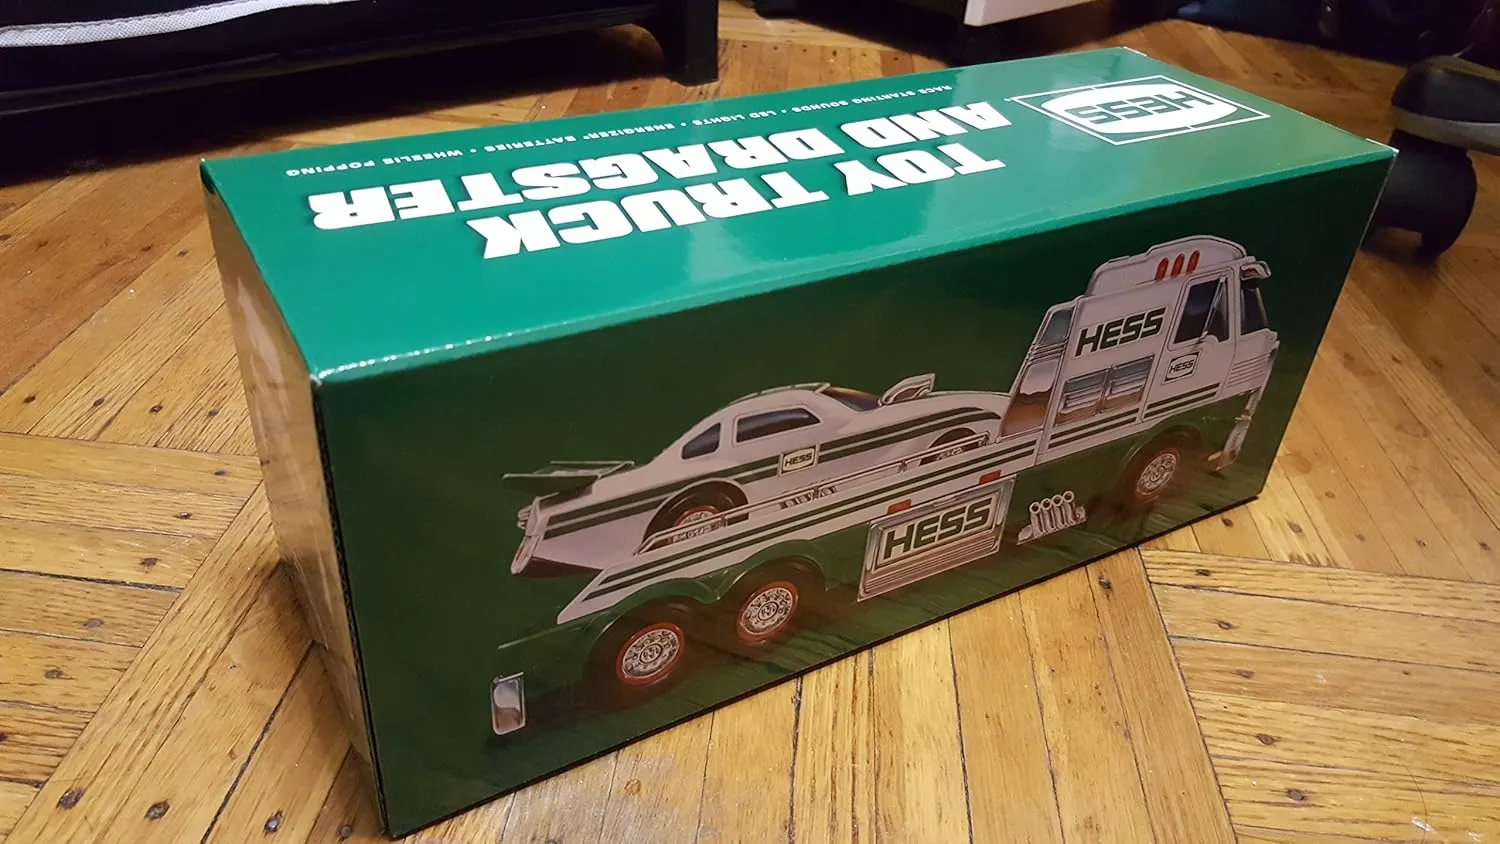 HESS
TOY TRUCK
AND DRAGSTER
RACE STARTING SOUNDS • LED LIGHTS • ENERGIZER® BATTERIES • WHEELIE POPPING
HESS
HESS
HESS
HESS